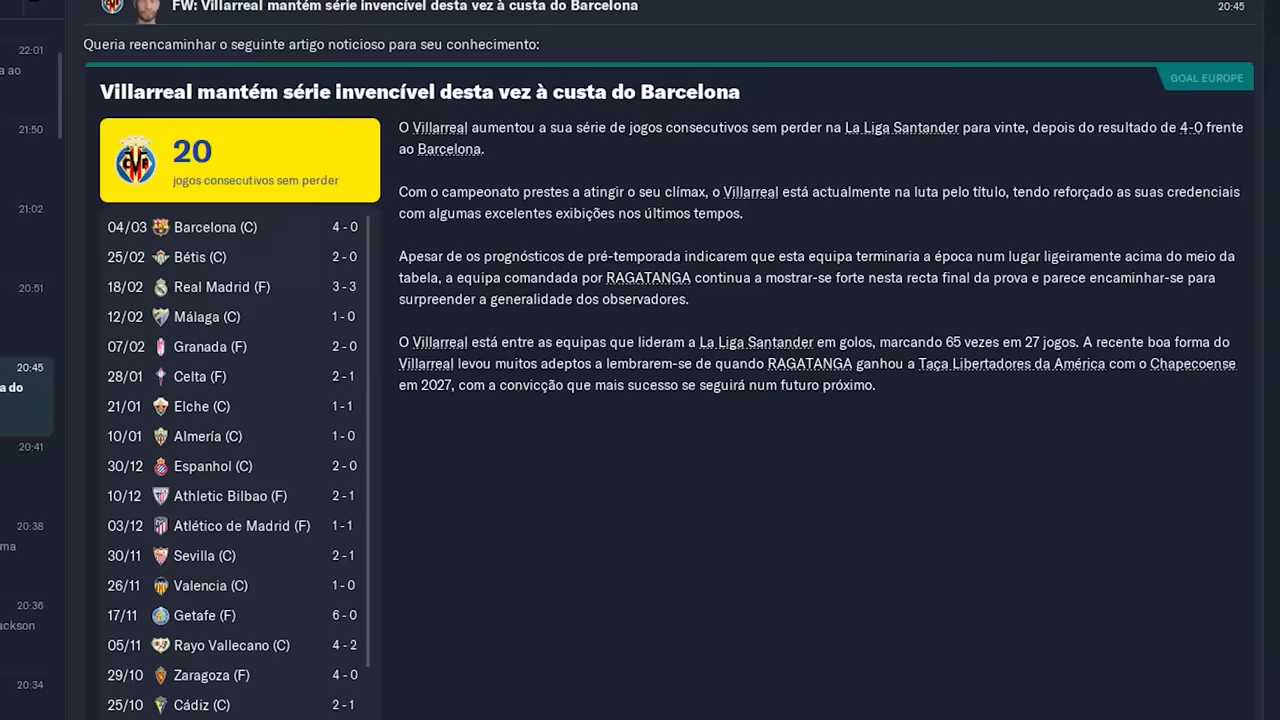 FW: Villarreal mantém série invencível desta vez à custa do Barcelona
20:45
Queria reencaminhar o seguinte artigo noticioso para seu conhecimento:
GOAL EUROPE
Villarreal mantém série invencível desta vez à custa do Barcelona
20
jogos consecutivos sem perder
04/03 Barcelona (C) 4 - 0
25/02 Bétis (C) 2 - 0
18/02 Real Madrid (F) 3 - 3
12/02 Málaga (C) 1 - 0
07/02 Granada (F) 2 - 0
28/01 Celta (F) 2 - 1
21/01 Elche (C) 1 - 1
10/01 Almería (C) 1 - 0
30/12 Espanhol (C) 2 - 0
10/12 Athletic Bilbao (F) 2 - 1
03/12 Atlético de Madrid (F) 1 - 1
30/11 Sevilla (C) 2 - 1
26/11 Valencia (C) 1 - 0
17/11 Getafe (F) 6 - 0
05/11 Rayo Vallecano (C) 4 - 2
29/10 Zaragoza (F) 4 - 0
25/10 Cádiz (C) 2 - 1
O Villarreal aumentou a sua série de jogos consecutivos sem perder na La Liga Santander para vinte, depois do resultado de 4-0 frente
ao Barcelona.
Com o campeonato prestes a atingir o seu clímax, o Villarreal está actualmente na luta pelo título, tendo reforçado as suas credenciais
com algumas excelentes exibições nos últimos tempos.
Apesar de os prognósticos de pré-temporada indicarem que esta equipa terminaria a época num lugar ligeiramente acima do meio da
tabela, a equipa comandada por RAGATANGA continua a mostrar-se forte nesta recta final da prova e parece encaminhar-se para
surpreender a generalidade dos observadores.
O Villarreal está entre as equipas que lideram a La Liga Santander em golos, marcando 65 vezes em 27 jogos. A recente boa forma do
Villarreal levou muitos adeptos a lembrarem-se de quando RAGATANGA ganhou a Taça Libertadores da América com o Chapecoense
em 2027, com a convicção que mais sucesso se seguirá num futuro próximo.
22:01
a ao
21:50
21:02
20:51
20:45
a do
20:41
20:38
ma
20:36
ackson
20:34